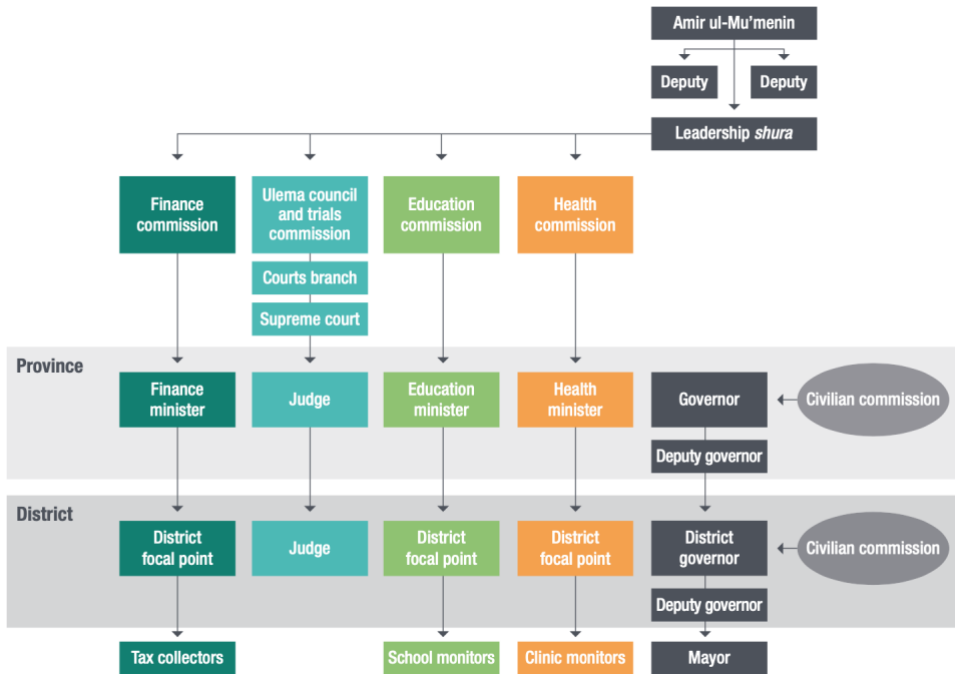 Amir ul-Mu’menin
Deputy
Deputy
Leadership shura
Finance
commission
Ulema council
and trials
commission
Education
commission
Health
commission
Courts branch
Supreme court
Province
Finance
minister
Judge
Education
minister
Health
minister
Governor
Civilian commission
Deputy governor
District
District
focal point
Judge
District
focal point
District
focal point
District
governor
Civilian commission
Deputy governor
Tax collectors
School monitors
Clinic monitors
Mayor